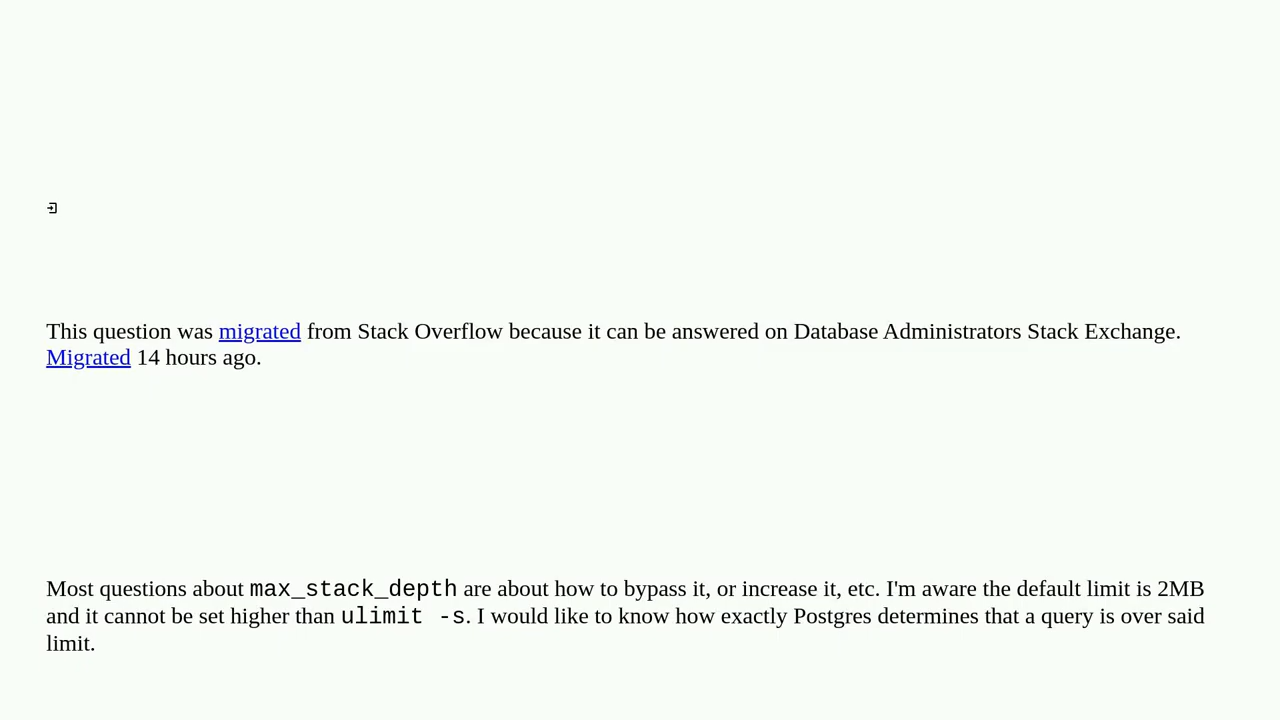 This question was migrated from Stack Overflow because it can be answered on Database Administrators Stack Exchange.
Migrated 14 hours ago.
Most questions about max_stack_depth are about how to bypass it, or increase it, etc. I'm aware the default limit is 2MB
and it cannot be set higher than ulimit -s. I would like to know how exactly Postgres determines that a query is over said
limit.